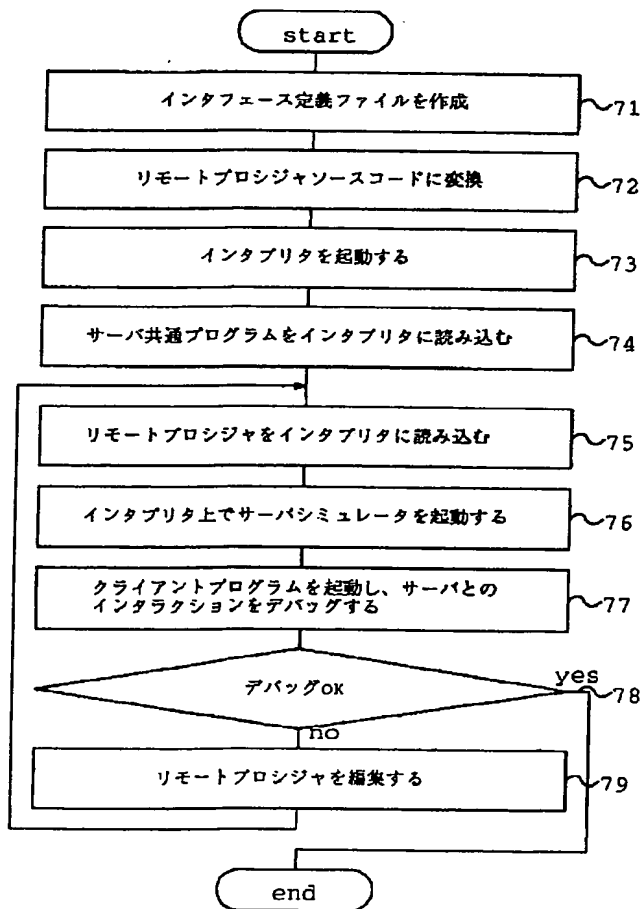 start
インタフェース定義ファイルを作成
71
リモートプロシジャソースコードに変換
72
インタプリタを起動する
73
サーバ共通プログラムをインタプリタに読み込む
74
リモートプロシジャをインタプリタに読み込む
75
インタプリタ上でサーバシミュレータを起動する
76
クライアントプログラムを起動し、サーバとの
インタラクションをデバッグする
77
デバッグOK
yes
78
no
リモートプロシジャを編集する
79
end